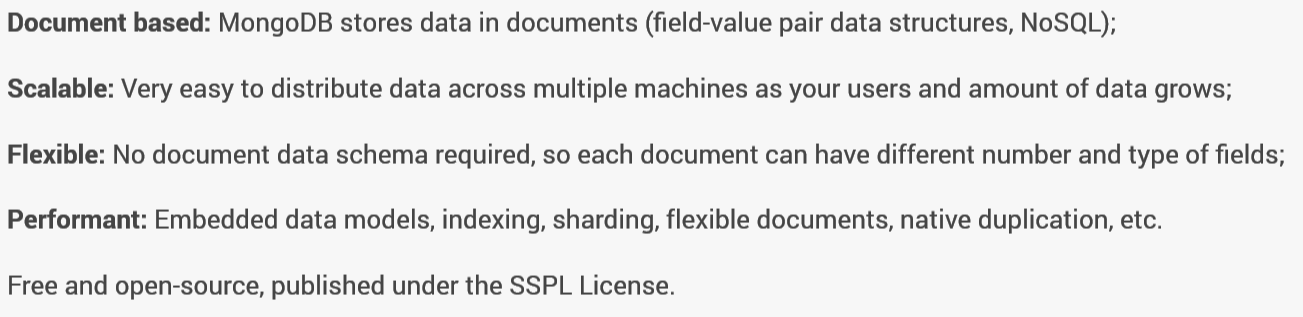 Document based: MongoDB stores data in documents (field-value pair data structures, NoSQL);
Scalable: Very easy to distribute data across multiple machines as your users and amount of data grows;
Flexible: No document data schema required, so each document can have different number and type of fields;
Performant: Embedded data models, indexing, sharding, flexible documents, native duplication, etc.
Free and open-source, published under the SSPL License.